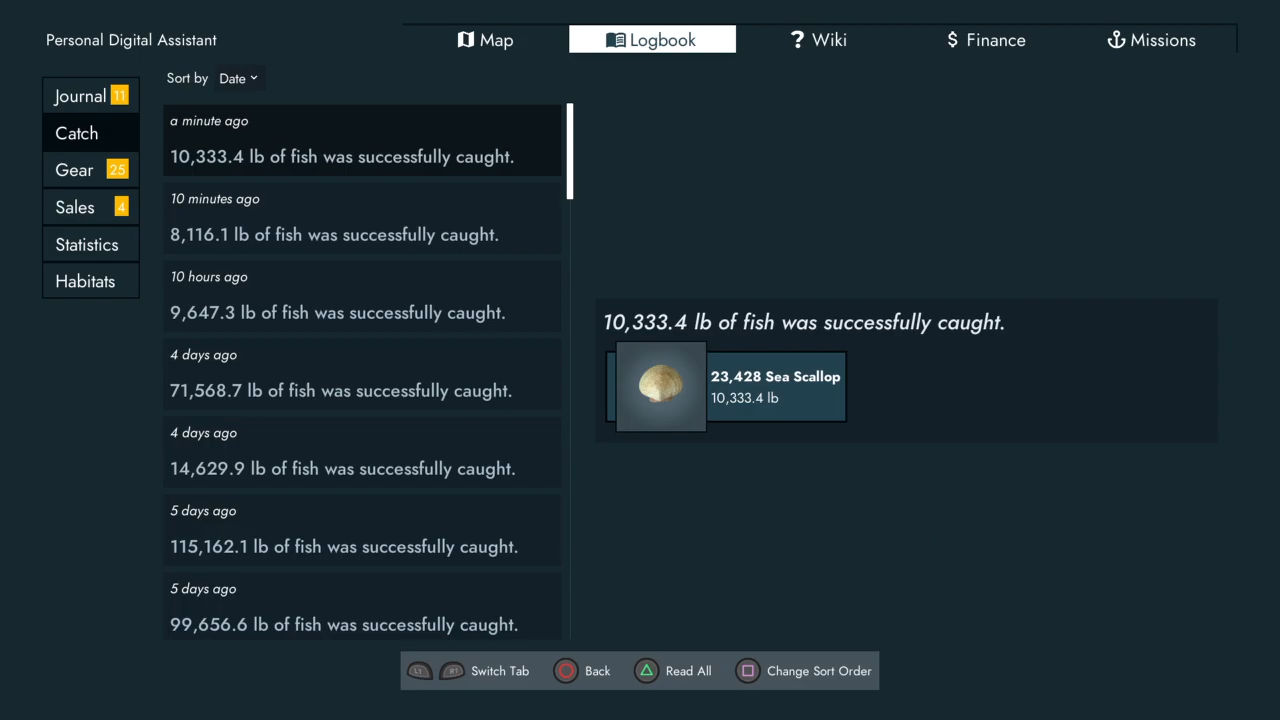 Personal Digital Assistant
Map
Logbook
? Wiki
$ Finance
Missions
Sort by Date
Journal 11
Catch
Gear 25
Sales 4
Statistics
Habitats
a minute ago
10,333.4 lb of fish was successfully caught.
10 minutes ago
8,116.1 lb of fish was successfully caught.
10 hours ago
9,647.3 lb of fish was successfully caught.
4 days ago
71,568.7 lb of fish was successfully caught.
4 days ago
14,629.9 lb of fish was successfully caught.
5 days ago
115,162.1 lb of fish was successfully caught.
5 days ago
99,656.6 lb of fish was successfully caught.
10,333.4 lb of fish was successfully caught.
23,428 Sea Scallop
10,333.4 lb
L1 R1 Switch Tab
Back
Read All
Change Sort Order